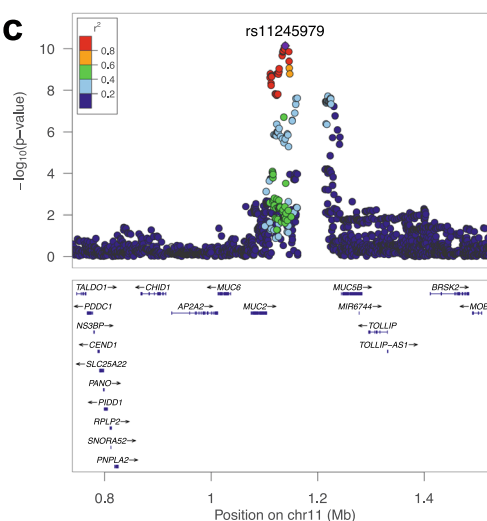 c
rs11245979
r²
0.8
0.6
0.4
0.2
10
8
6
4
2
0
−log₁₀(p−value)
TALDO1→ ←CHID1 ←MUC6 MUC5B→ BRSK2→
←PDDC1 AP2A2→ MUC2→ MIR6744→ ←MOB
NS3BP→ ←TOLLIP
←CEND1 TOLLIP−AS1→
←SLC25A22
PANO→
←PIDD1
RPLP2→
SNORA52→
PNPLA2→
0.8 1 1.2 1.4
Position on chr11 (Mb)